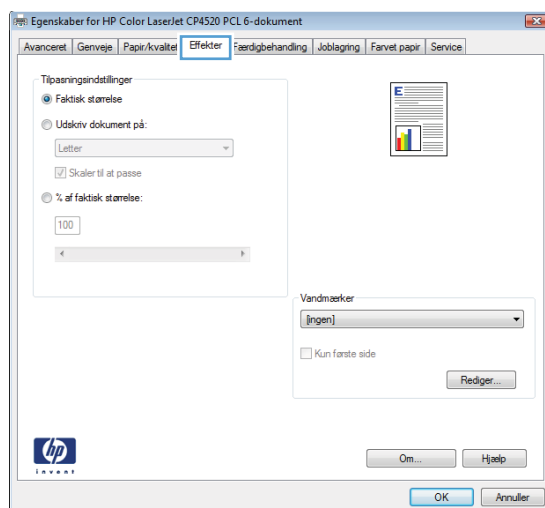 Egenskaber for HP Color LaserJet CP4520 PCL 6-dokument
Avanceret Genveje Papir/kvalitet Effekter Færdigbehandling Joblagring Farvet papir Service
Tilpasningsindstillinger
Faktisk størrelse
Udskriv dokument på:
Letter
Skaler til at passe
% af faktisk størrelse:
100
E
Vandmærker
[ingen]
Kun første side
Rediger...
hp
invent
Om... Hjælp
OK Annuller